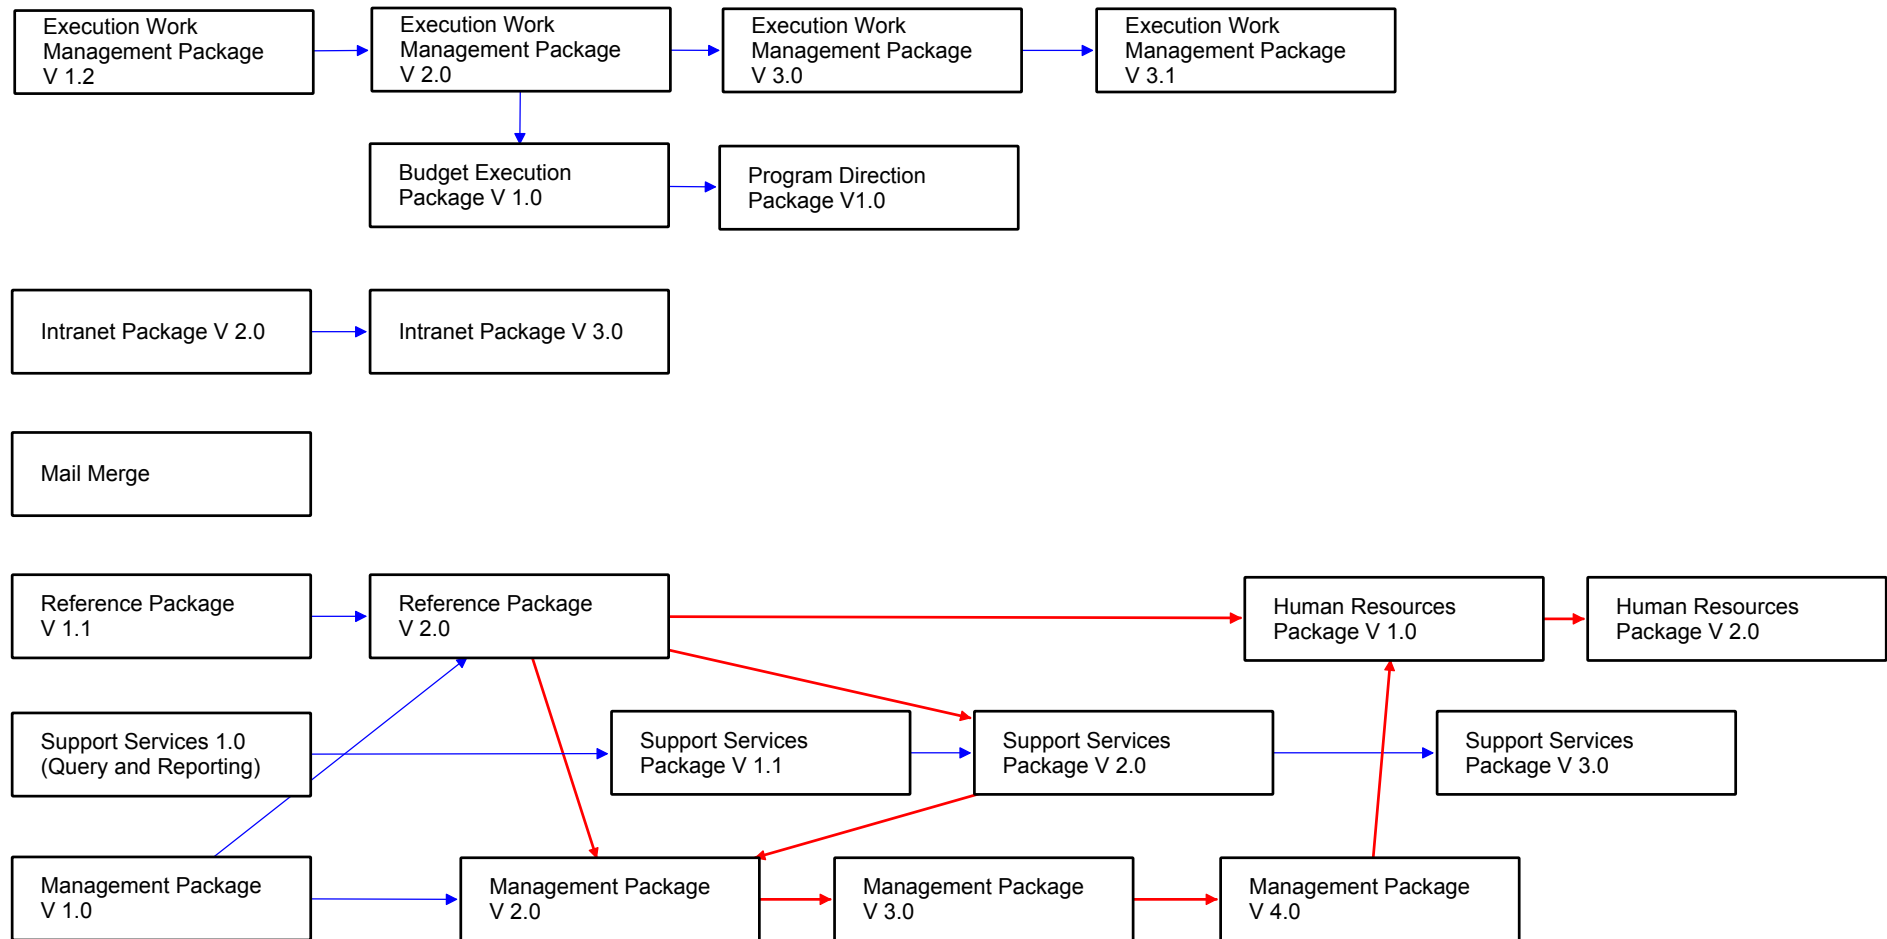 Execution Work
Management Package
V 1.2
Execution Work
Management Package
V 2.0
Execution Work
Management Package
V 3.0
Execution Work
Management Package
V 3.1
Budget Execution
Package V 1.0
Program Direction
Package V1.0
Intranet Package V 2.0
Intranet Package V 3.0
Mail Merge
Reference Package
V 1.1
Reference Package
V 2.0
Human Resources
Package V 1.0
Human Resources
Package V 2.0
Support Services 1.0
(Query and Reporting)
Support Services
Package V 1.1
Support Services
Package V 2.0
Support Services
Package V 3.0
Management Package
V 1.0
Management Package
V 2.0
Management Package
V 3.0
Management Package
V 4.0